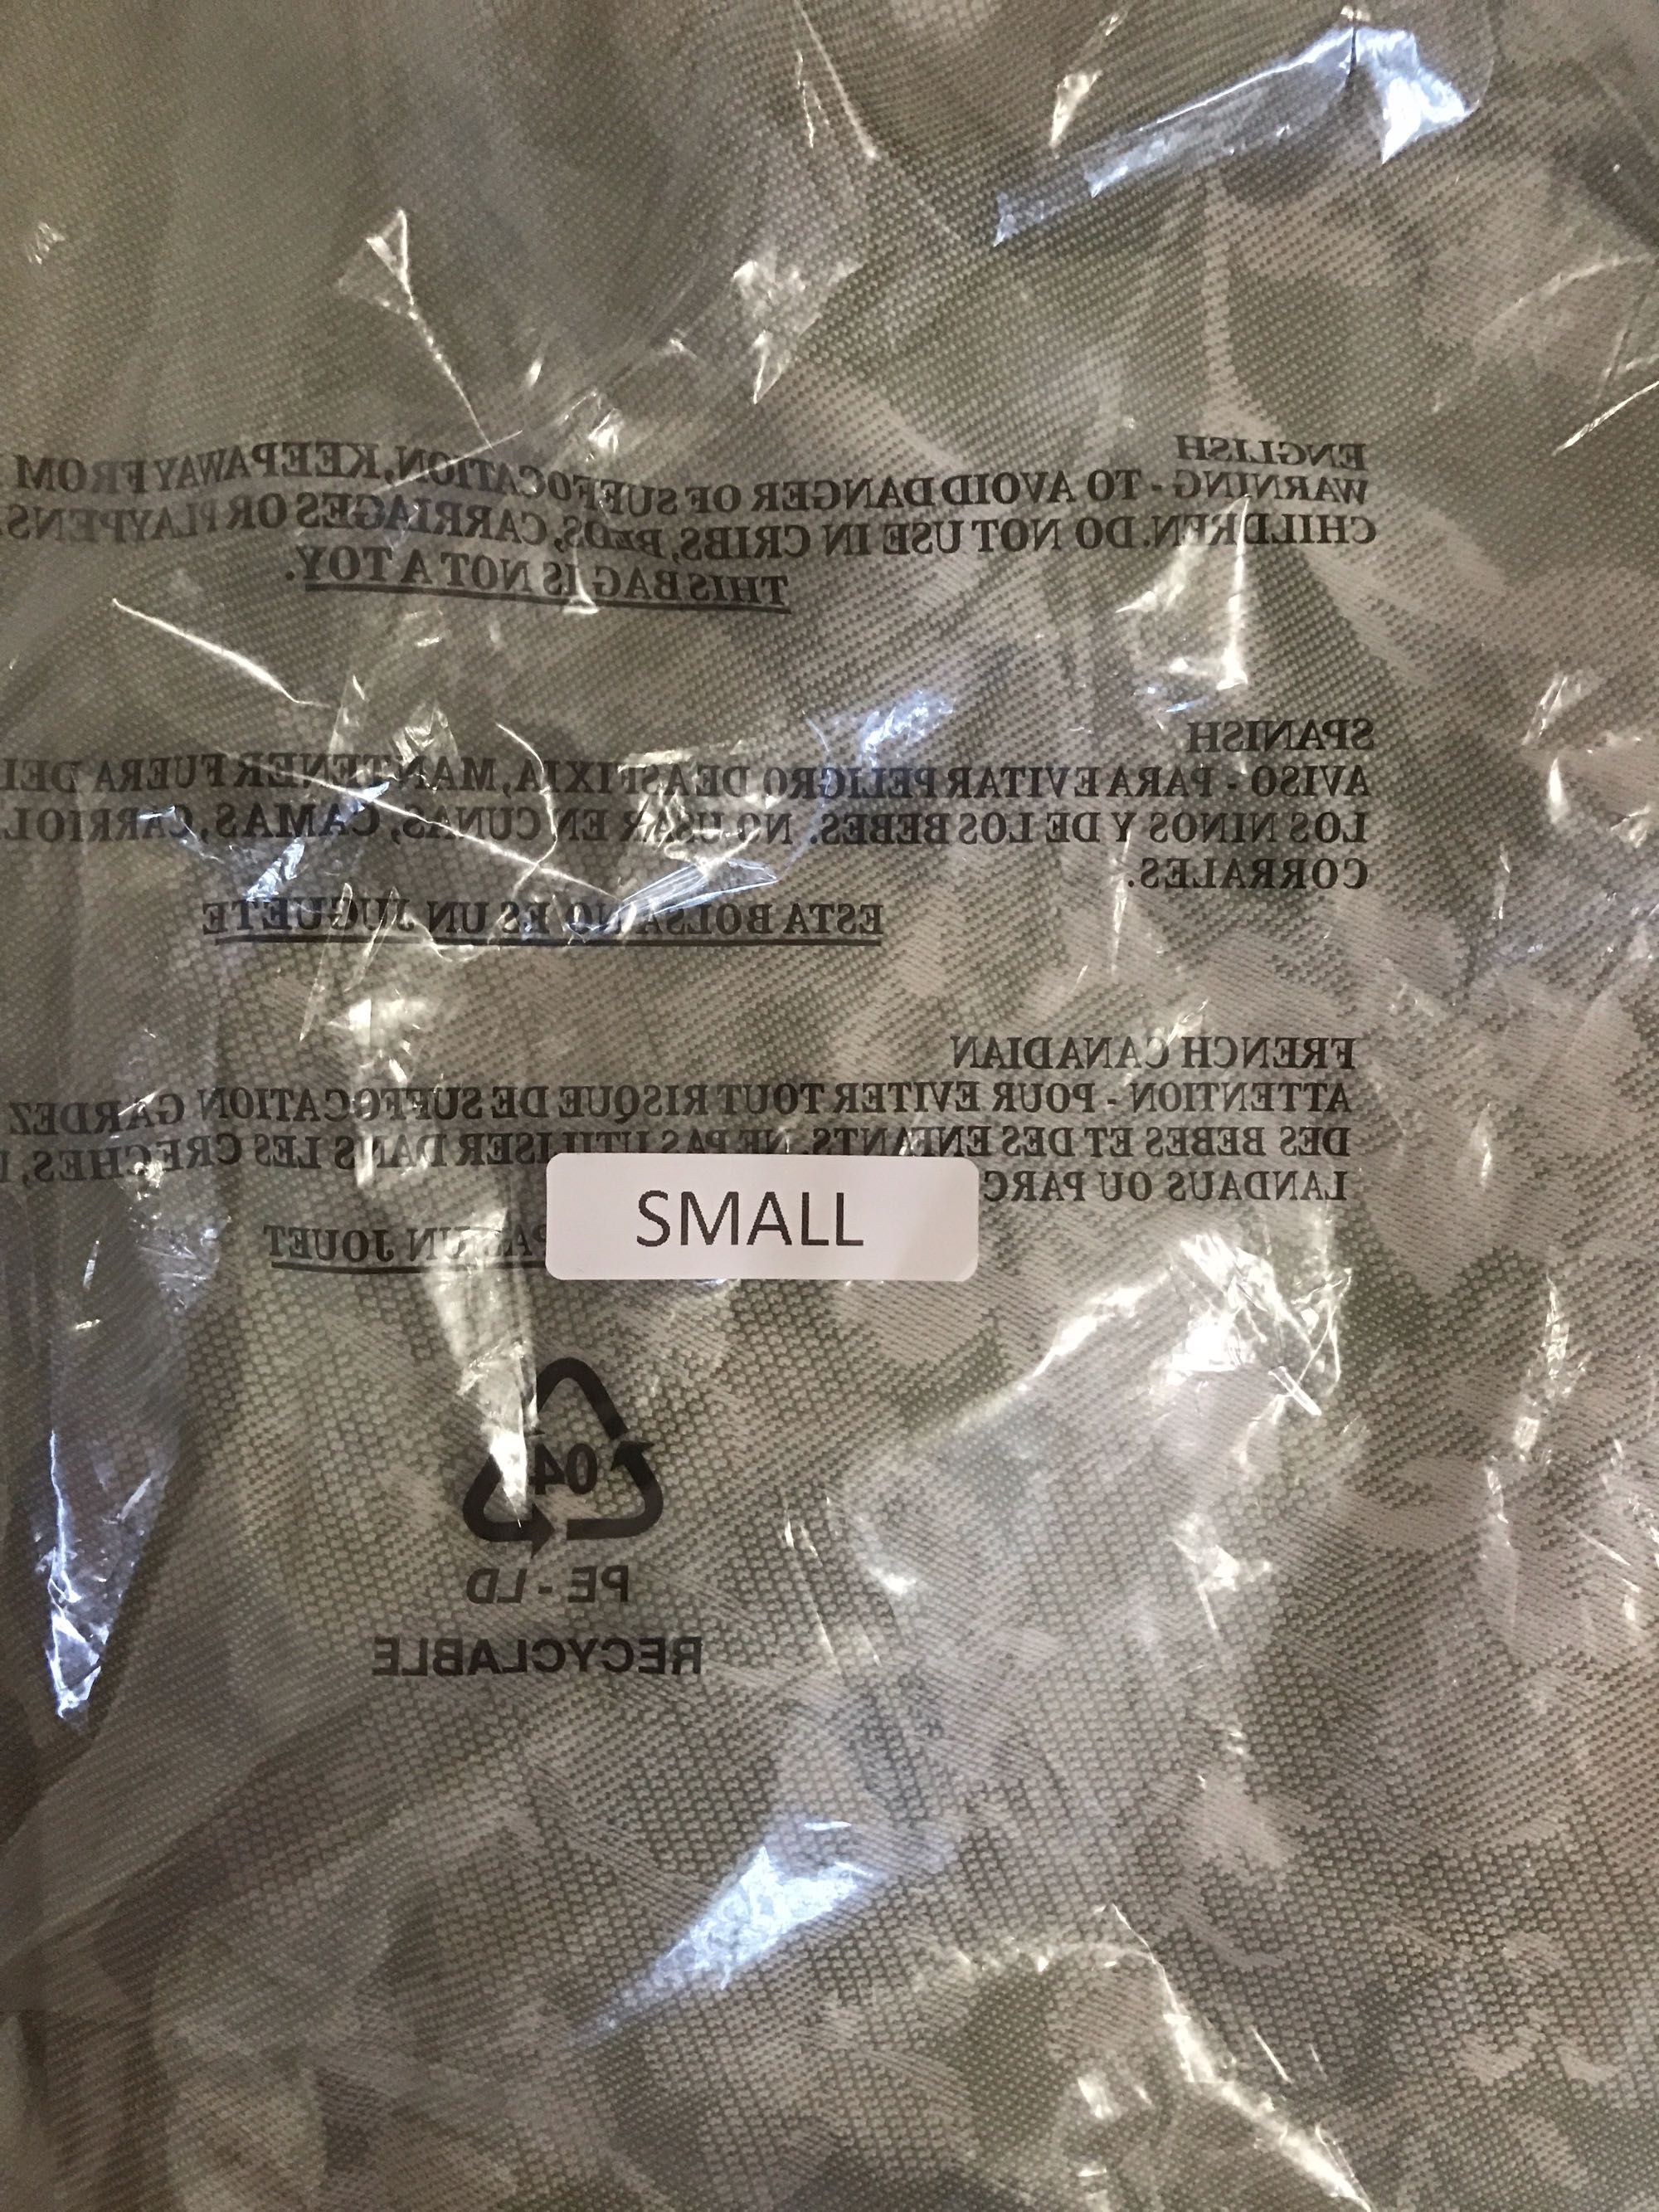 ENGLISH
WARNING - TO AVOID DANGER OF SUFFOCATION, KEEP AWAY FROM
CHILDREN. DO NOT USE IN CRIBS, BEDS, CARRIAGES OR PLAYPENS.
THIS BAG IS NOT A TOY.
SPANISH
AVISO - PARA EVITAR PELIGRO DE ASFIXIA, MANTENER FUERA DEL
LOS NINOS Y DE LOS BEBES. NO USAR EN CUNAS, CAMAS, CARRIOL
CORRALES.
ESTA BOLSA NO ES UN JUGUETE
FRENCH CANADIAN
ATTENTION - POUR EVITER TOUT RISQUE DE SUFFOCATION GARDEZ
DES BEBES ET DES ENFANTS. NE PAS UTILISER DANS LES CRECHES,
LANDAUS OU PARC
SMALL
PAS UN JOUET
04
PE - LD
RECYCLABLE